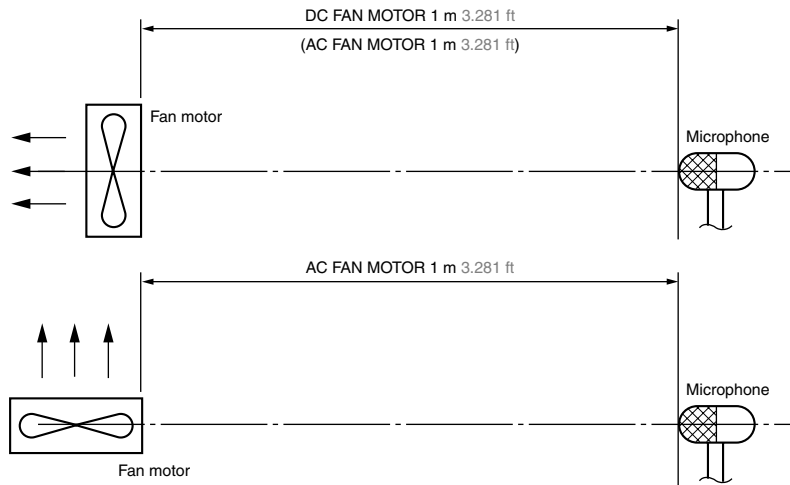 DC FAN MOTOR 1 m 3.281 ft
(AC FAN MOTOR 1 m 3.281 ft)
Fan motor
Microphone
AC FAN MOTOR 1 m 3.281 ft
Microphone
Fan motor